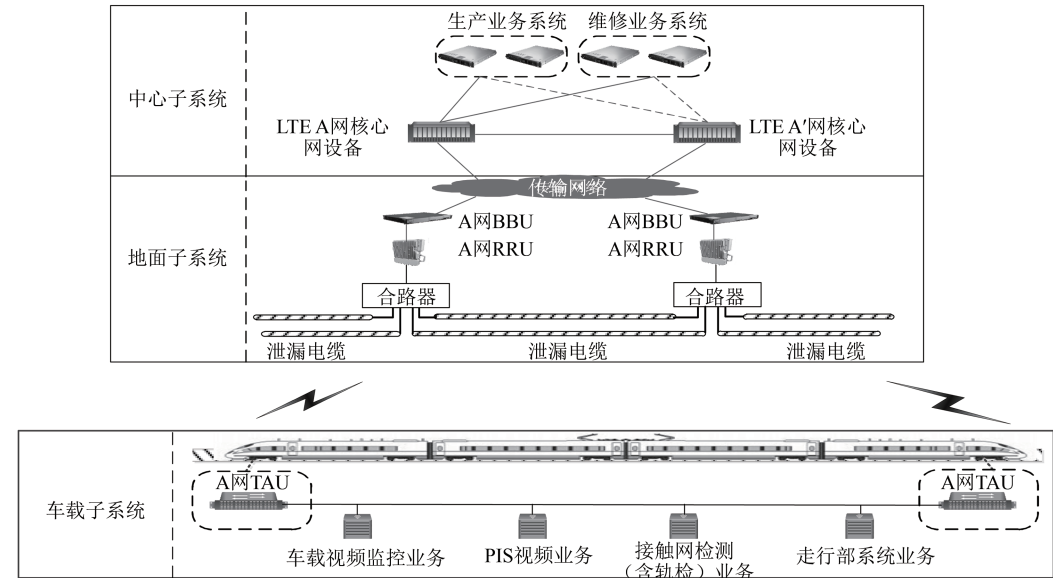 生产业务系统 维修业务系统
中心子系统
LTE A网核心
网设备
LTE A′网核心
网设备
传输网络
A网BBU A网BBU
A网RRU A网RRU
地面子系统
合路器 合路器
泄漏电缆 泄漏电缆 泄漏电缆
A网TAU A网TAU
车载子系统
车载视频监控业务 PIS视频业务
接触网检测
（含轨检）业务
走行部系统业务